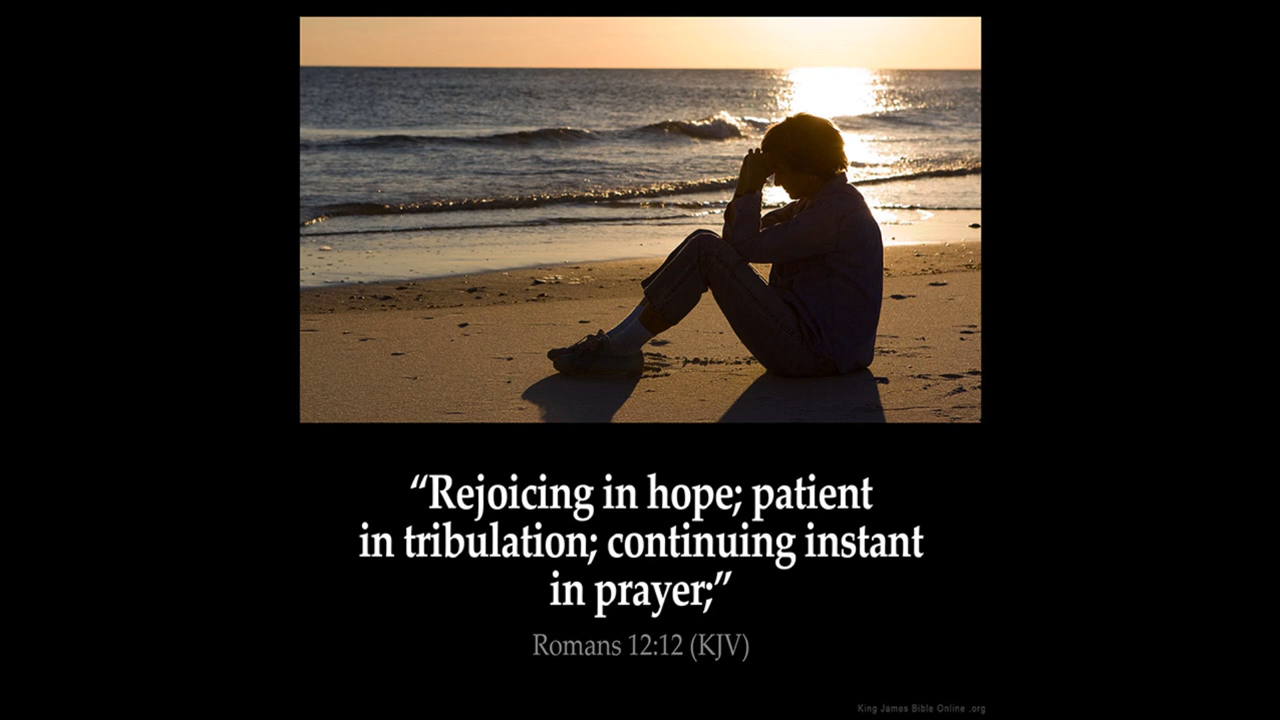 “Rejoicing in hope; patient
in tribulation; continuing instant
in prayer;”
Romans 12:12 (KJV)
King James Bible Online .org